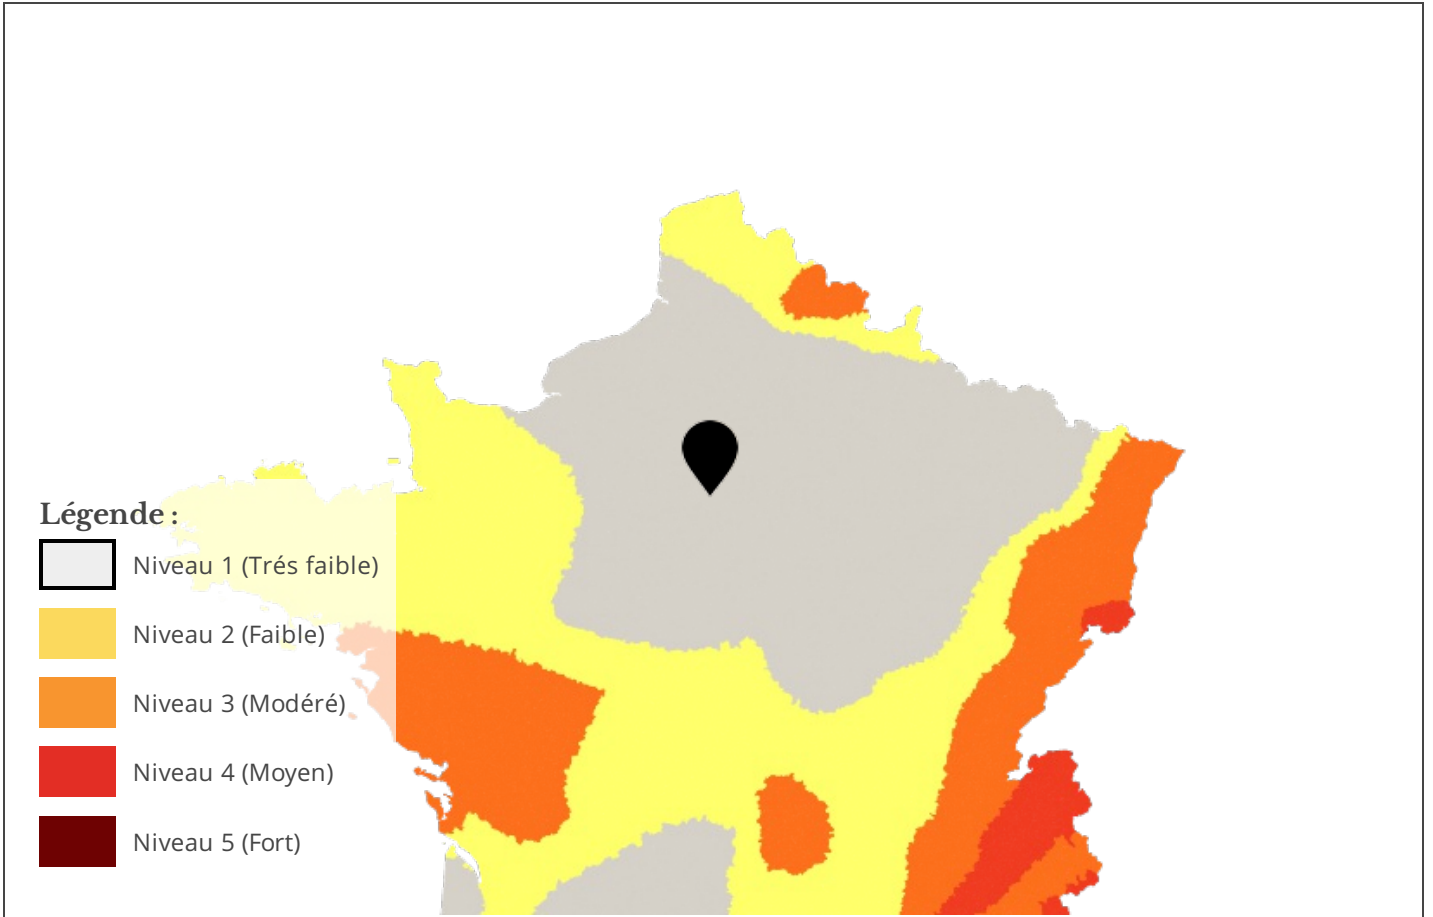 Légende :
Niveau 1 (Trés faible)
Niveau 2 (Faible)
Niveau 3 (Modéré)
Niveau 4 (Moyen)
Niveau 5 (Fort)